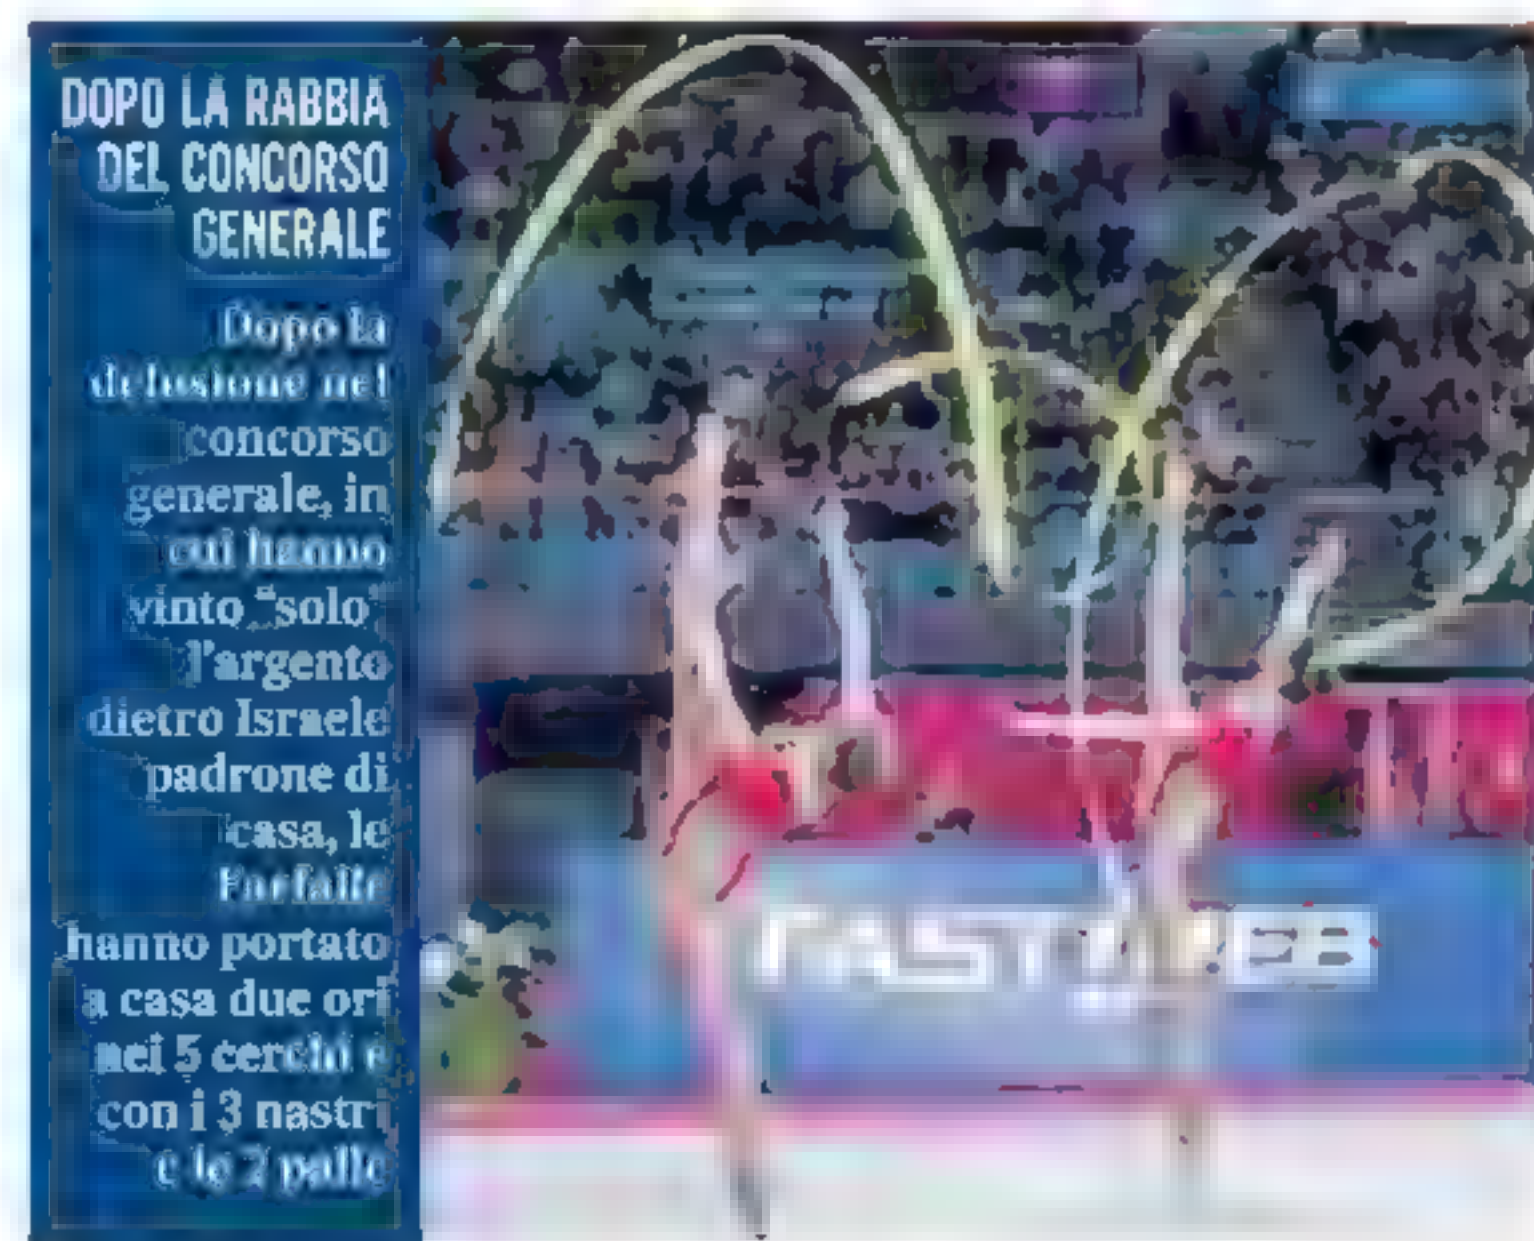 DOPO LA RABBIA
DEL CONCORSO
GENERALE
Dopo la
delusione nel
concorso
generale, in
cui hanno
vinto "solo"
l'argento
dietro Israele
padrone di
casa, le
Farfalle
hanno portato
a casa due ori
nei 5 cerchi e
con i 3 nastri
e le 2 palle
FASTWEB